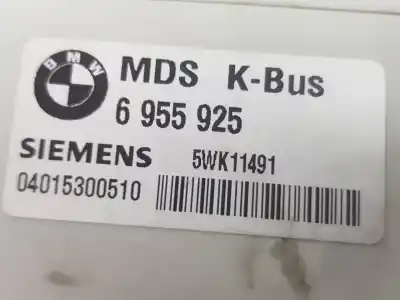 BMW
MDS K-Bus
6 955 925
SIEMENS 5WK11491
04015300510